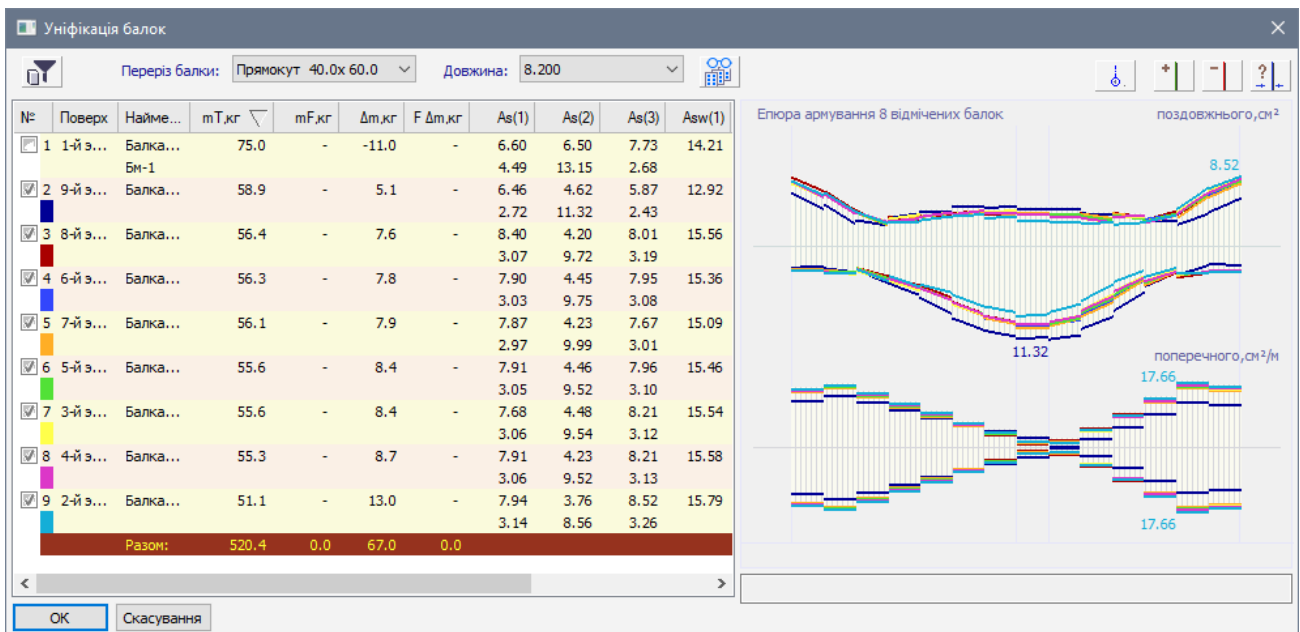 Уніфікація балок
Переріз балки: Прямокут 40.0x 60.0 Довжина: 8.200
№ Поверх Найме... mT,кг mF,кг Δm,кг F Δm,кг As(1) As(2) As(3) Asw(1)
1 1-й э... Балка... 75.0 - -11.0 - 6.60 6.50 7.73 14.21
Бм-1 4.49 13.15 2.68
2 9-й э... Балка... 58.9 - 5.1 - 6.46 4.62 5.87 12.92
2.72 11.32 2.43
3 8-й э... Балка... 56.4 - 7.6 - 8.40 4.20 8.01 15.56
3.07 9.72 3.19
4 6-й э... Балка... 56.3 - 7.8 - 7.90 4.45 7.95 15.36
3.03 9.75 3.08
5 7-й э... Балка... 56.1 - 7.9 - 7.87 4.23 7.67 15.09
2.97 9.99 3.01
6 5-й э... Балка... 55.6 - 8.4 - 7.91 4.46 7.96 15.46
3.05 9.52 3.10
7 3-й э... Балка... 55.6 - 8.4 - 7.68 4.48 8.21 15.54
3.06 9.54 3.12
8 4-й э... Балка... 55.3 - 8.7 - 7.91 4.23 8.21 15.58
3.06 9.52 3.13
9 2-й э... Балка... 51.1 - 13.0 - 7.94 3.76 8.52 15.79
3.14 8.56 3.26
Разом: 520.4 0.0 67.0 0.0
Епюра армування 8 відмічених балок поздовжнього,см²
8.52
11.32
поперечного,см²/м
17.66
17.66
ОК Скасування